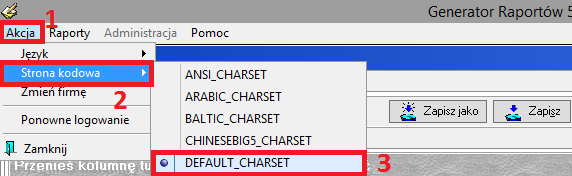 Generator Raportów 5
1
Akcja Raporty Administracja Pomoc
Język
Strona kodowa
2
Zmień firmę
Ponowne logowanie
Zamknij
ANSI_CHARSET
ARABIC_CHARSET
BALTIC_CHARSET
CHINESEBIG5_CHARSET
DEFAULT_CHARSET
3
Zapisz jako Zapisz
Przenieś kolumnę tu